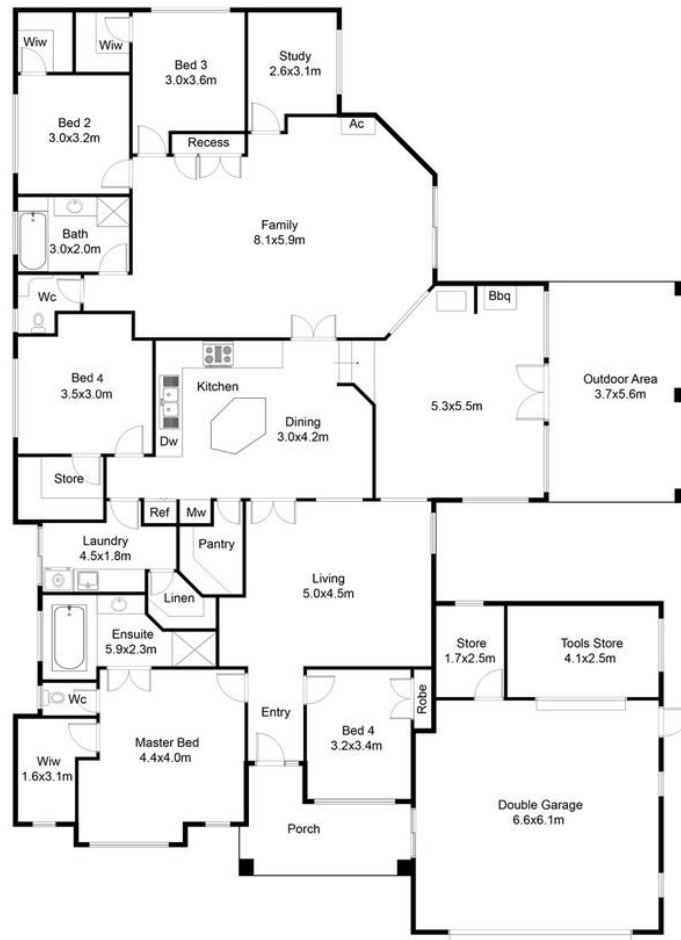 Wiw
Wiw
Bed 3
3.0x3.6m
Study
2.6x3.1m
Bed 2
3.0x3.2m
Ac
Recess
Bath
3.0x2.0m
Family
8.1x5.9m
Wc
Bbq
Bed 4
3.5x3.0m
Kitchen
Dining
3.0x4.2m
Dw
5.3x5.5m
Outdoor Area
3.7x5.6m
Store
Ref
Mw
Laundry
4.5x1.8m
Pantry
Linen
Living
5.0x4.5m
Ensuite
5.9x2.3m
Store
1.7x2.5m
Tools Store
4.1x2.5m
Wc
Entry
Robe
Master Bed
4.4x4.0m
Bed 4
3.2x3.4m
Wiw
1.6x3.1m
Porch
Double Garage
6.6x6.1m